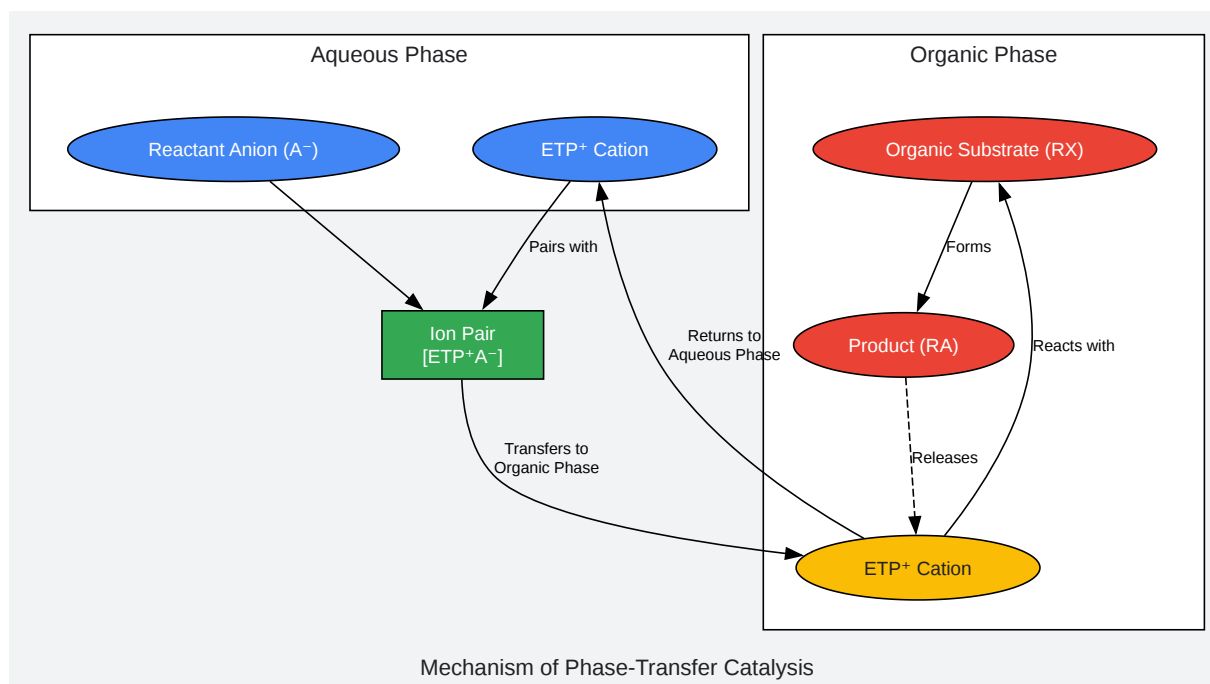 Aqueous Phase
Organic Phase
Reactant Anion (A⁻)
ETP⁺ Cation
Organic Substrate (RX)
Pairs with
Forms
Ion Pair
[ETP⁺A⁻]
Returns to
Aqueous Phase
Product (RA)
Reacts with
Transfers to
Organic Phase
Releases
ETP⁺ Cation
Mechanism of Phase-Transfer Catalysis